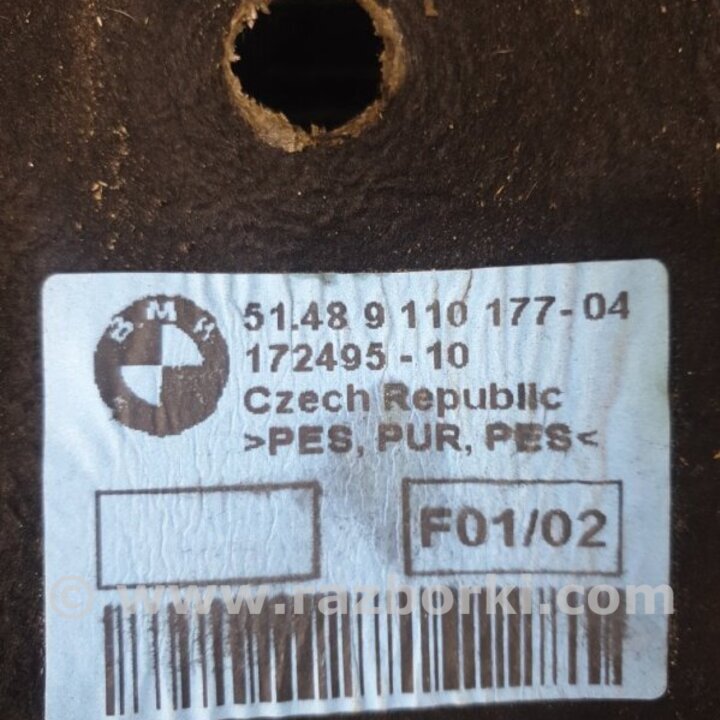 BMW
51.48 9 110 177-04
172495-10
Czech Republic
>PES, PUR, PES<
F01/02
© www.razborki.com